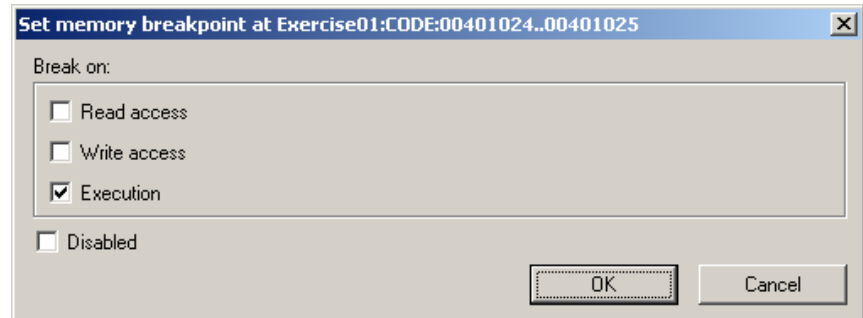 Set memory breakpoint at Exercise01:CODE:00401024..00401025
Break on:
Read access
Write access
Execution
Disabled
OK
Cancel